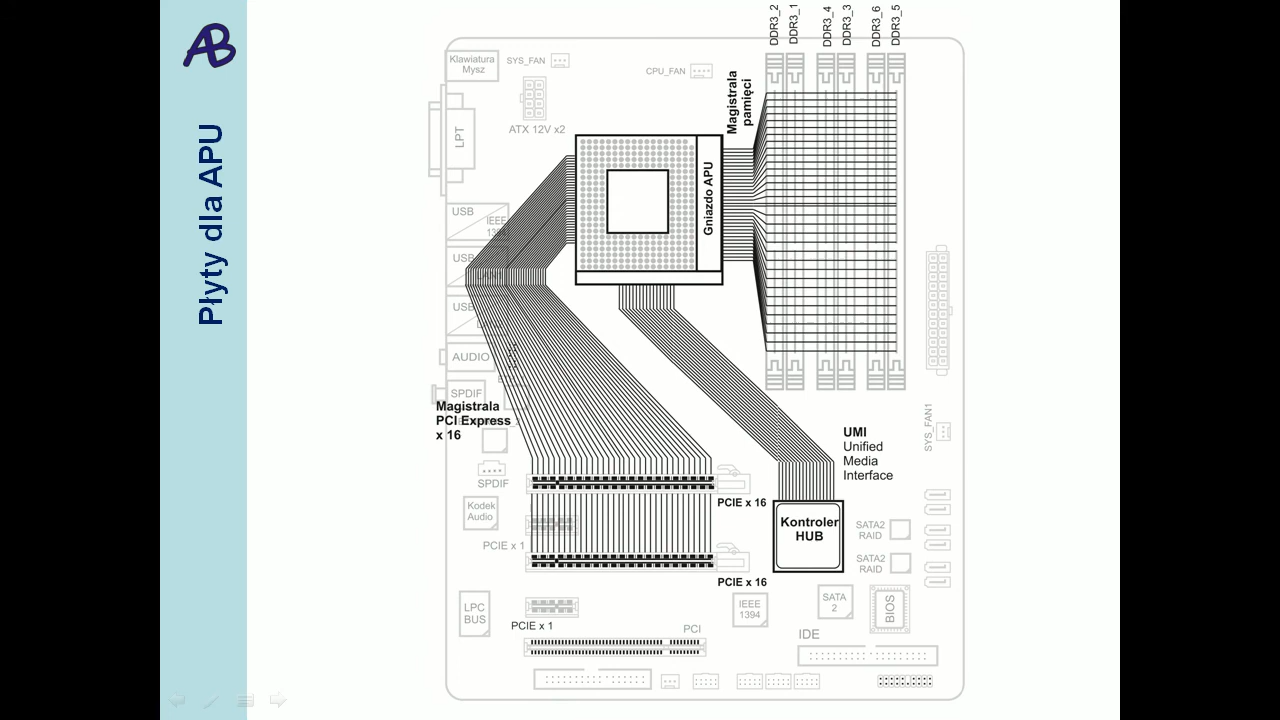 AB
Płyty dla APU
DDR3_2
DDR3_1
DDR3_4
DDR3_3
DDR3_6
DDR3_5
Klawiatura
Mysz
SYS_FAN
CPU_FAN
ATX 12V x2
LPT
Magistrala
pamięci
Gniazdo APU
USB
IEEE
USB
USB
AUDIO
SPDIF
Magistrala
PCI Express
x 16
SPDIF
Kodek
Audio
PCIE x 1
PCIE x 16
PCIE x 16
UMI
Unified
Media
Interface
Kontroler
HUB
SYS_FAN1
SATA2
RAID
SATA2
RAID
LPC
BUS
PCIE x 1
PCI
IEEE
1394
SATA
2
BIOS
IDE